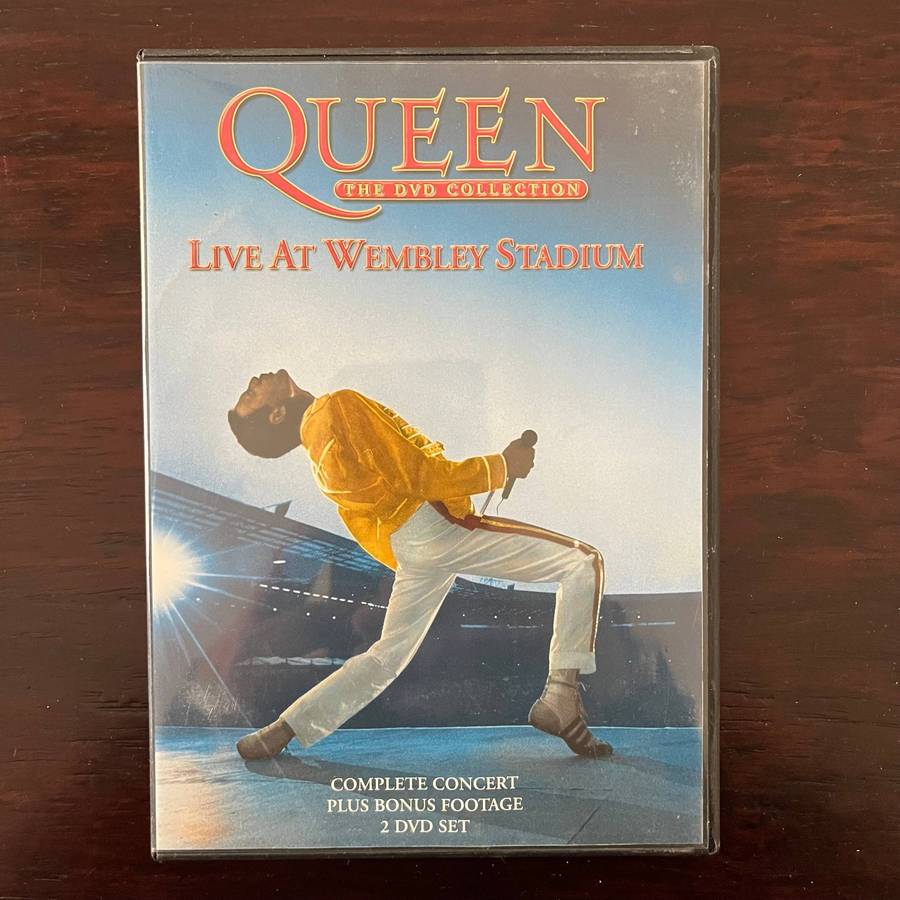 QUEEN
THE DVD COLLECTION
LIVE AT WEMBLEY STADIUM
COMPLETE CONCERT
PLUS BONUS FOOTAGE
2 DVD SET